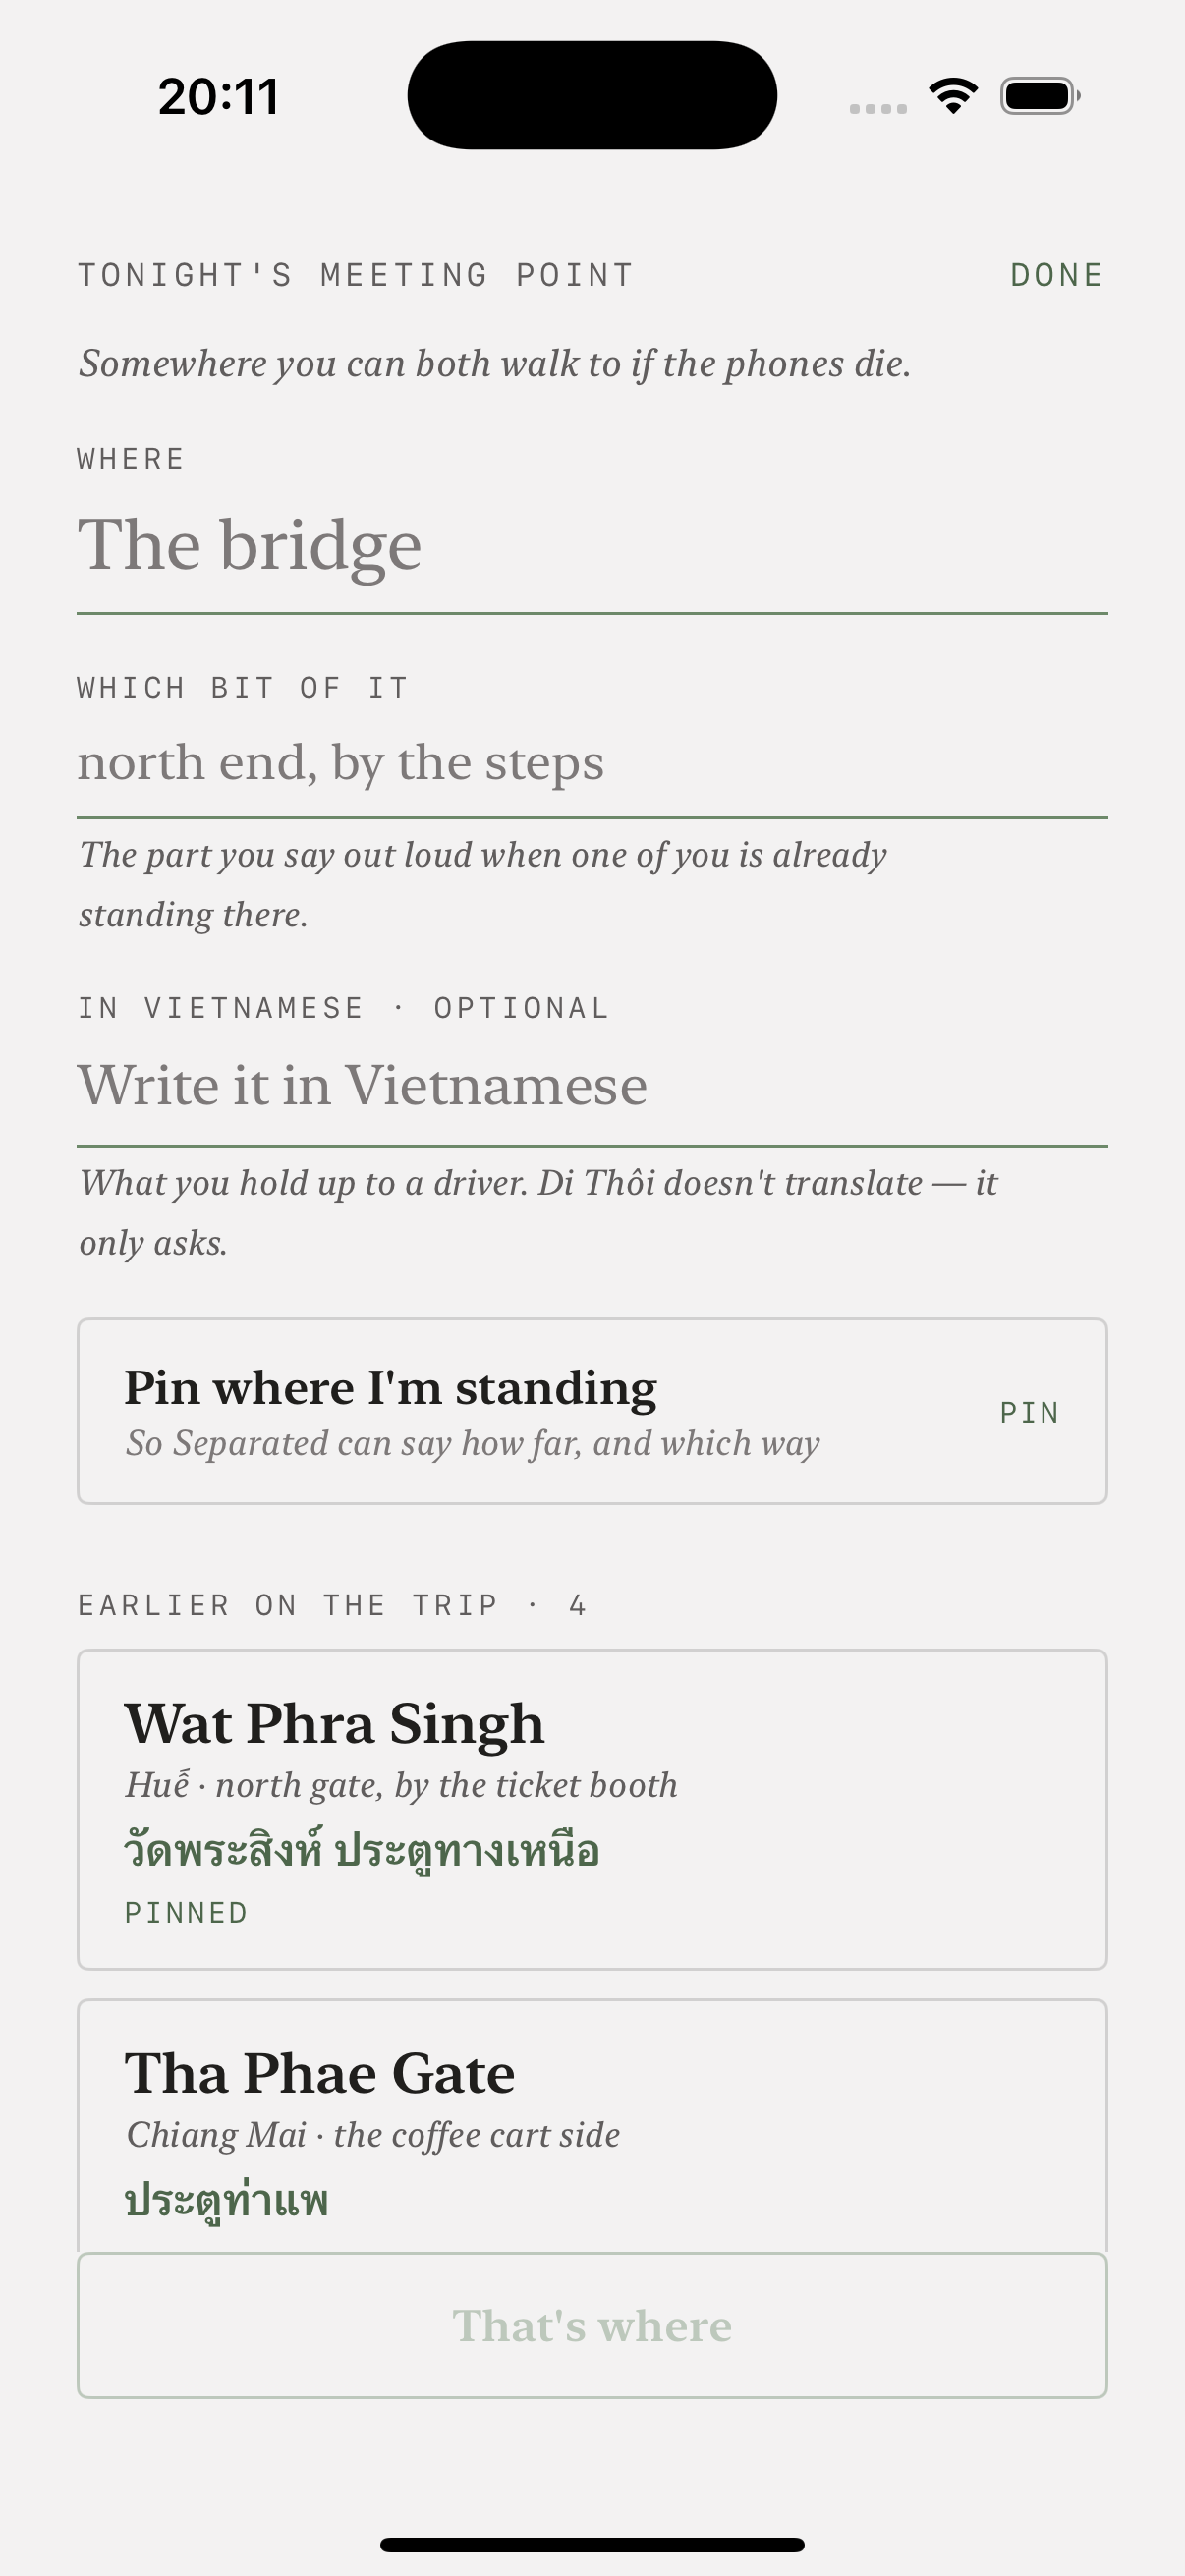 20:11
TONIGHT'S MEETING POINT
DONE
Somewhere you can both walk to if the phones die.
WHERE
The bridge
WHICH BIT OF IT
north end, by the steps
The part you say out loud when one of you is already
standing there.
IN VIETNAMESE · OPTIONAL
Write it in Vietnamese
What you hold up to a driver. Di Thôi doesn't translate — it
only asks.
Pin where I'm standing
PIN
So Separated can say how far, and which way
EARLIER ON THE TRIP · 4
Wat Phra Singh
Huế · north gate, by the ticket booth
วัดพระสิงห์ ประตูทางเหนือ
PINNED
Tha Phae Gate
Chiang Mai · the coffee cart side
ประตูท่าแพ
That's where